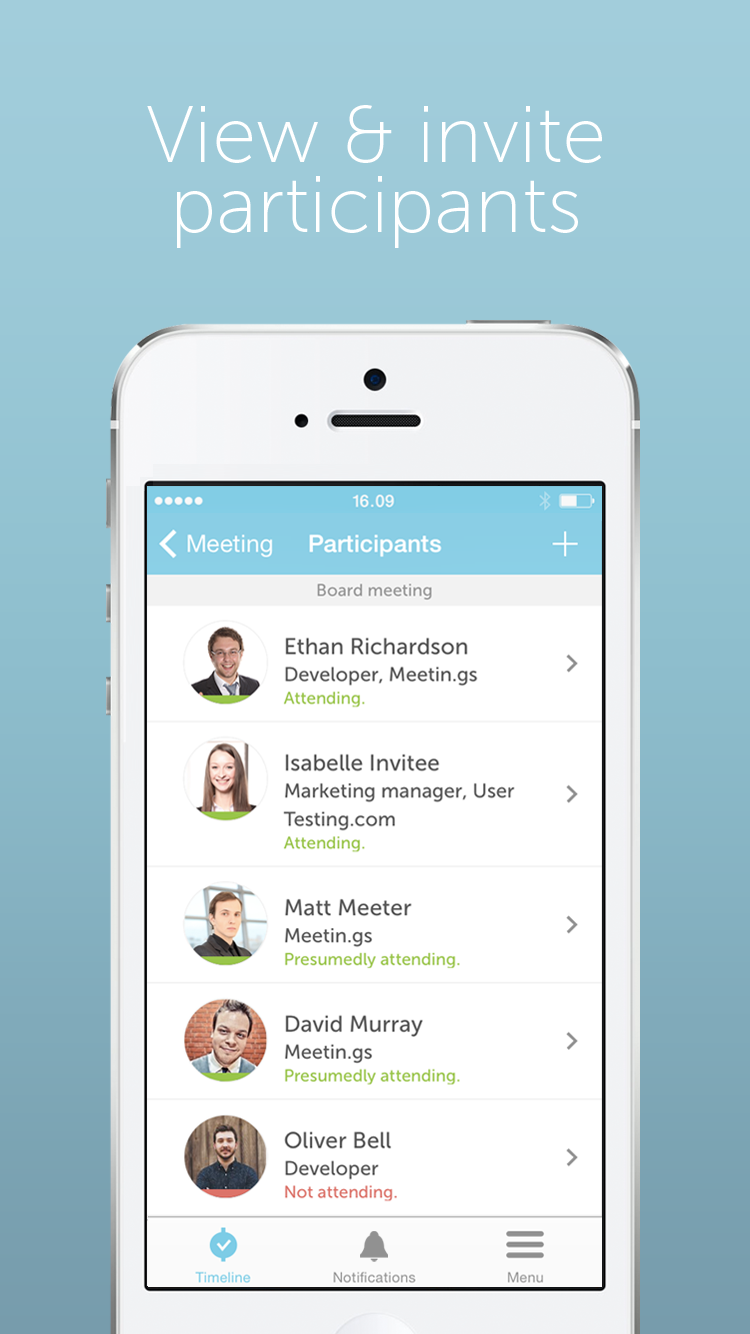 View & invite
participants
16.09
Meeting
Participants
Board meeting
Ethan Richardson
Developer, Meetin.gs
Attending.
Isabelle Invitee
Marketing manager, User
Testing.com
Attending.
Matt Meeter
Meetin.gs
Presumedly attending.
David Murray
Meetin.gs
Presumedly attending.
Oliver Bell
Developer
Not attending.
Timeline
Notifications
Menu